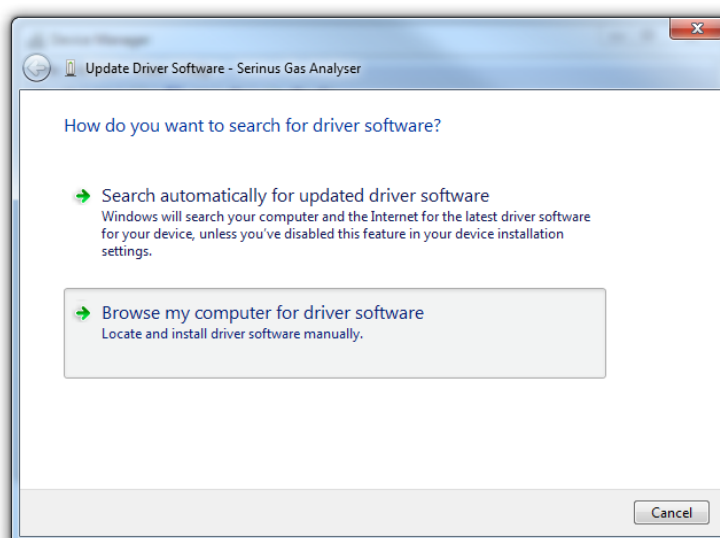 Device Manager
Update Driver Software - Serinus Gas Analyser
How do you want to search for driver software?
Search automatically for updated driver software
Windows will search your computer and the Internet for the latest driver software
for your device, unless you've disabled this feature in your device installation
settings.
Browse my computer for driver software
Locate and install driver software manually.
Cancel